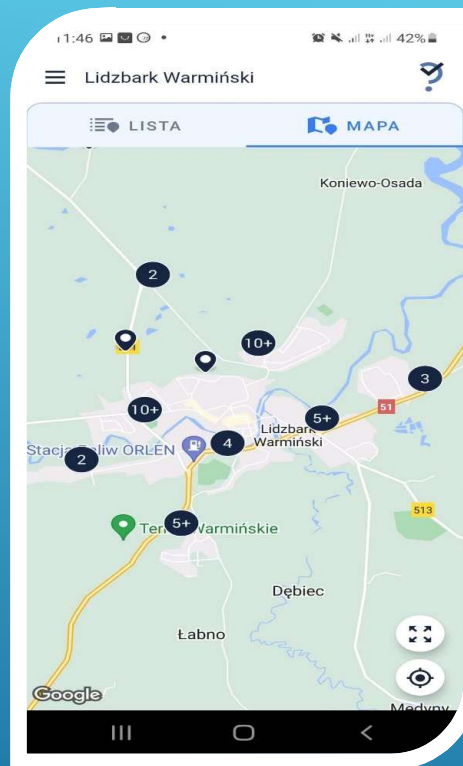 11:46
42%
Lidzbark Warmiński
LISTA
MAPA
Koniewo-Osada
2
10+
3
10+
51
5+
Lidzbark
Warmiński
4
Stacja Paliw ORLEN
2
513
5+
Termy Warmińskie
Dębiec
Łabno
Google
Medyny